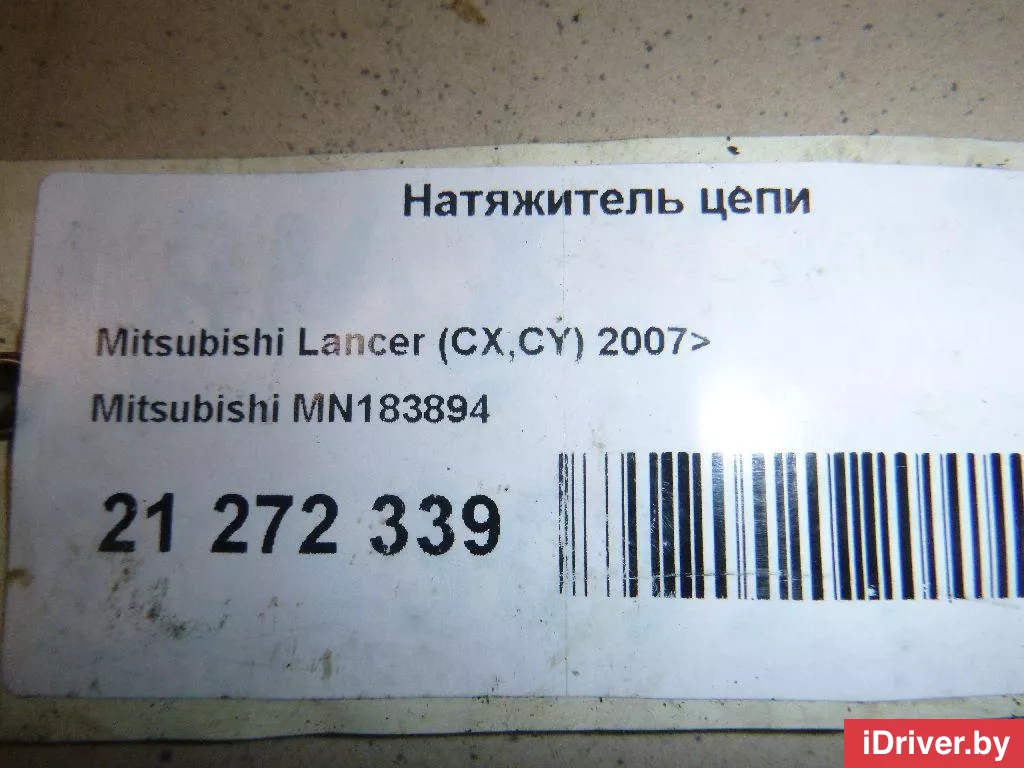 Натяжитель цепи
Mitsubishi Lancer (CX,CY) 2007>
Mitsubishi MN183894
21 272 339
iDriver.by